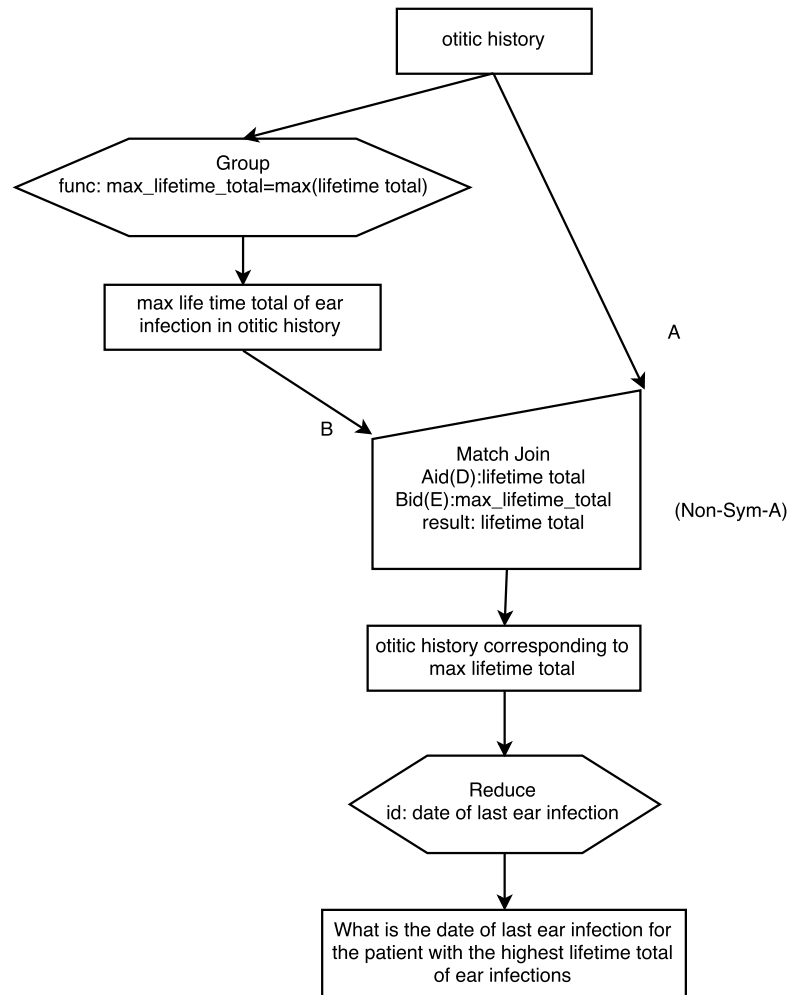 otitic history
Group
func: max_lifetime_total=max(lifetime total)
max life time total of ear
infection in otitic history
A
B
Match Join
Aid(D):lifetime total
Bid(E):max_lifetime_total
result: lifetime total
(Non-Sym-A)
otitic history corresponding to
max lifetime total
Reduce
id: date of last ear infection
What is the date of last ear infection for
the patient with the highest lifetime total
of ear infections